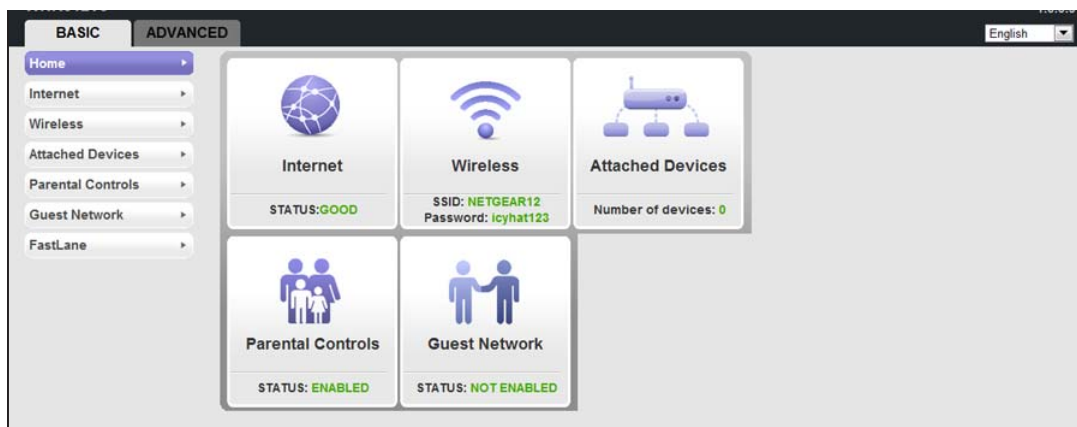 BASIC
ADVANCED
English
Home
Internet
Wireless
Attached Devices
Parental Controls
Guest Network
FastLane
Internet
STATUS:GOOD
Wireless
SSID: NETGEAR12
Password: icyhat123
Attached Devices
Number of devices: 0
Parental Controls
STATUS: ENABLED
Guest Network
STATUS: NOT ENABLED